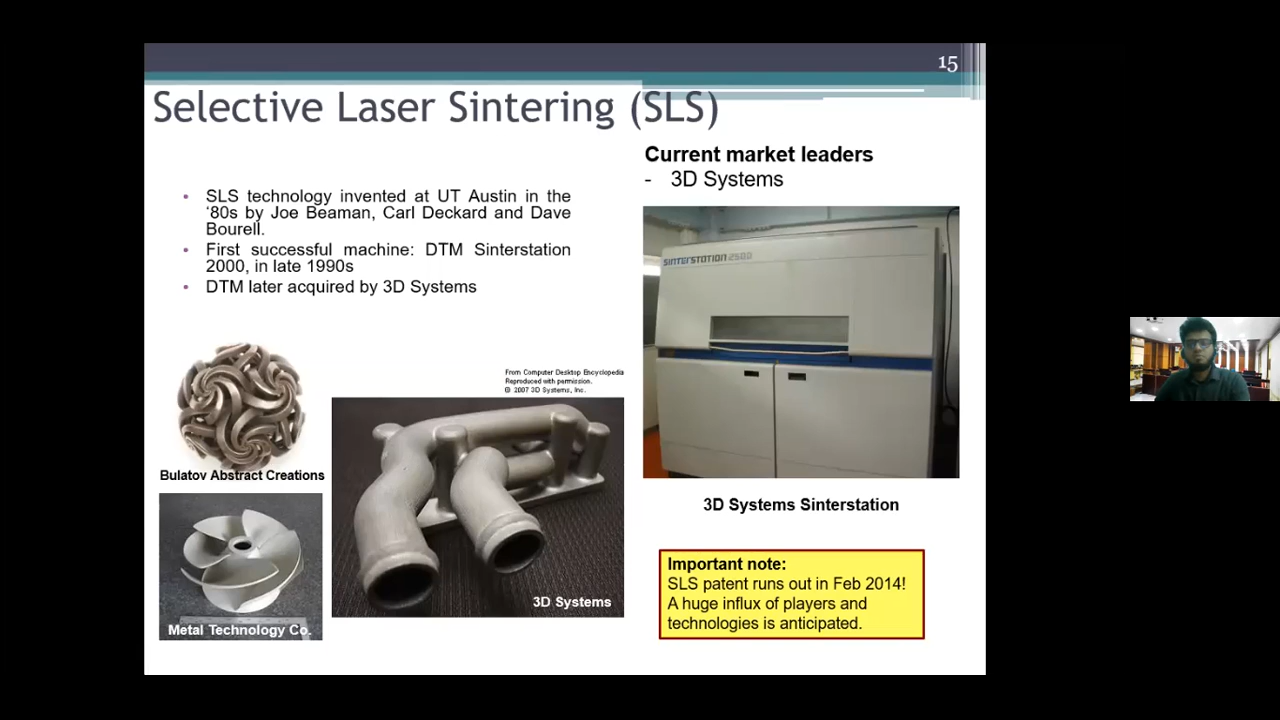 15
Selective Laser Sintering (SLS)
Current market leaders
- 3D Systems
• SLS technology invented at UT Austin in the
‘80s by Joe Beaman, Carl Deckard and Dave
Bourell.
• First successful machine: DTM Sinterstation
2000, in late 1990s
• DTM later acquired by 3D Systems
SINTERSTATION 2500
From Computer Desktop Encyclopedia
Reproduced with permission.
© 2007 3D Systems, Inc.
Bulatov Abstract Creations
3D Systems
Metal Technology Co.
3D Systems Sinterstation
Important note:
SLS patent runs out in Feb 2014!
A huge influx of players and
technologies is anticipated.